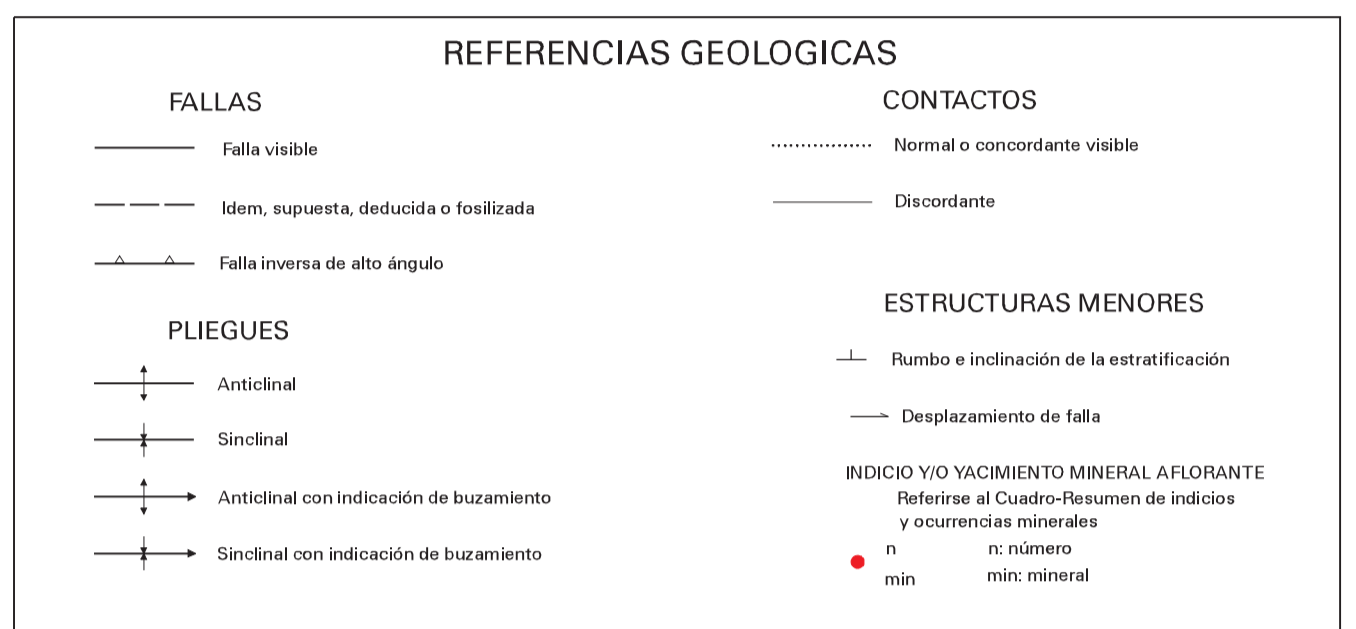 REFERENCIAS GEOLOGICAS
FALLAS
Falla visible
Idem, supuesta, deducida o fosilizada
Falla inversa de alto ángulo
PLIEGUES
Anticlinal
Sinclinal
Anticlinal con indicación de buzamiento
Sinclinal con indicación de buzamiento
CONTACTOS
Normal o concordante visible
Discordante
ESTRUCTURAS MENORES
Rumbo e inclinación de la estratificación
Desplazamiento de falla
INDICIO Y/O YACIMIENTO MINERAL AFLORANTE
Referirse al Cuadro-Resumen de indicios
y ocurrencias minerales
n n: número
min min: mineral